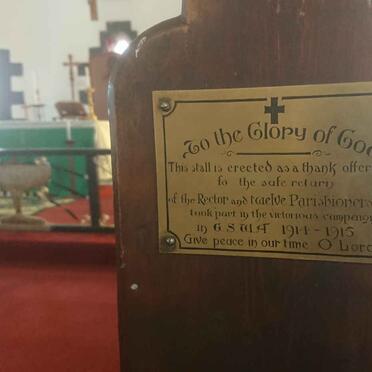 To the Glory of God
This stall is erected as a thank offer
fo the safe return
of the Rector and twelve Parishioners
took part in the victorious campaign
in G.S.W.A 1914-1915
Give peace in our time O Lord